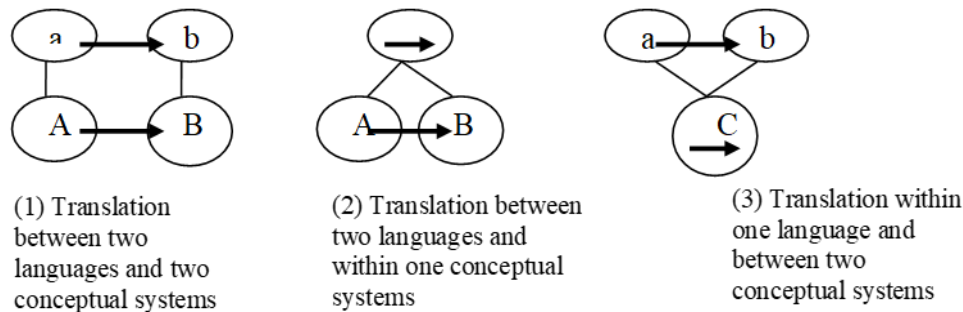 a b
A B
(1) Translation
between two
languages and two
conceptual systems
A B
(2) Translation between
two languages and
within one conceptual
systems
a b
C
(3) Translation within
one language and
between two
conceptual systems